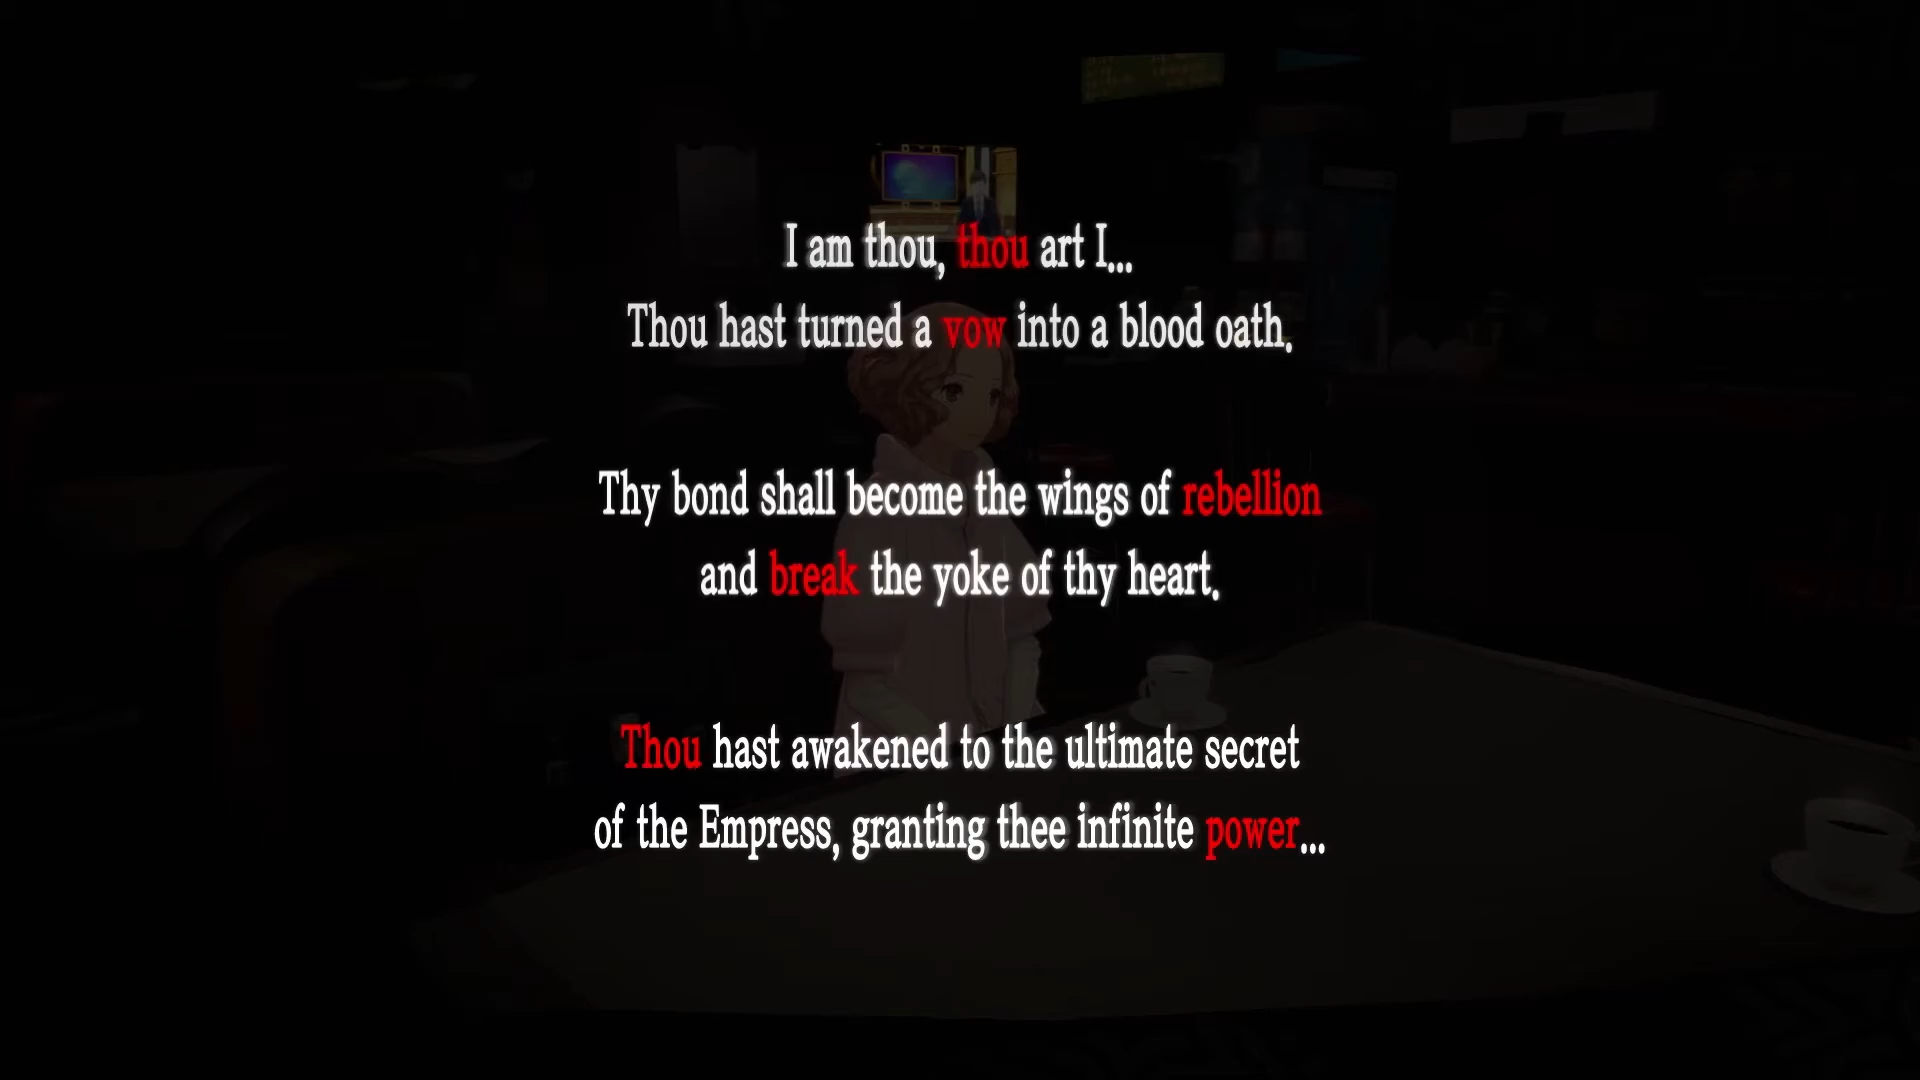 I am thou, thou art I...
Thou hast turned a vow into a blood oath.
Thy bond shall become the wings of rebellion
and break the yoke of thy heart.
Thou hast awakened to the ultimate secret
of the Empress, granting thee infinite power...